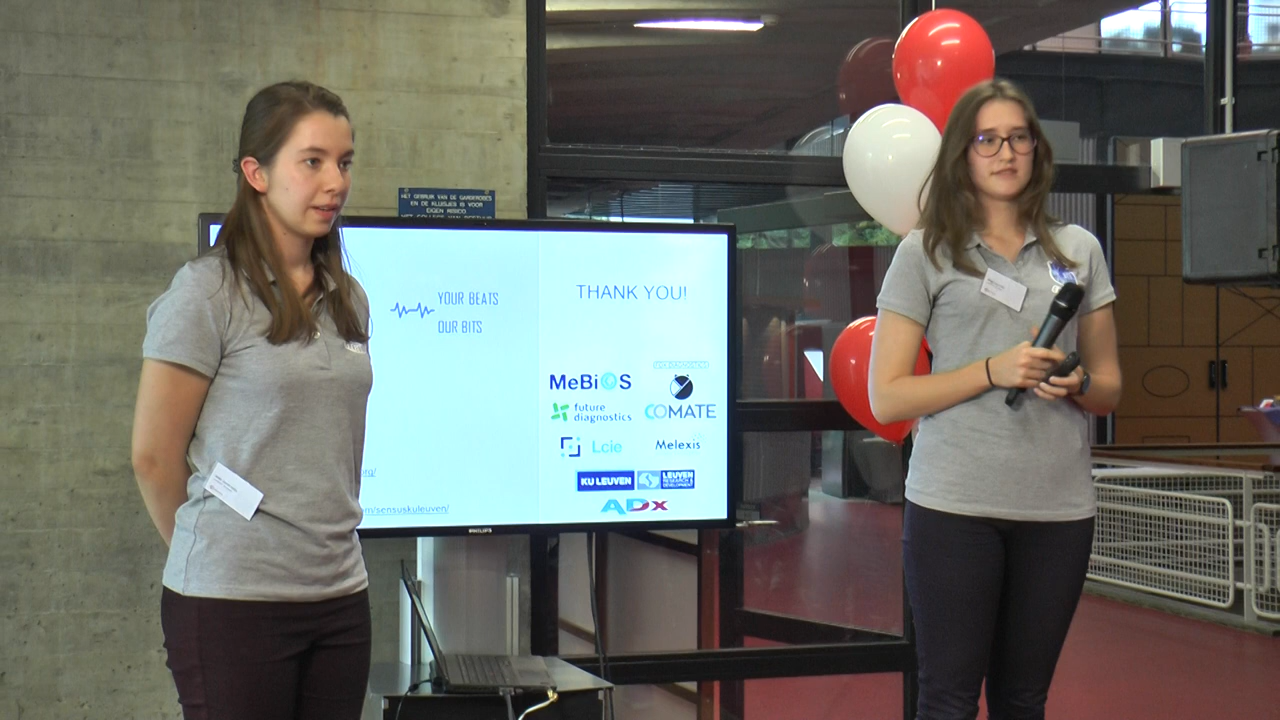 HET GEBRUIK VAN DE GARDEROBES
EN DE KLUISJES IS VOOR
EIGEN RISICO
YOUR BEATS
OUR BITS
THANK YOU!
MeBiOS
future
diagnostics
COMATE
Lcie
Melexis
KU LEUVEN
LEUVEN
RESEARCH &
DEVELOPMENT
ADx
rg/
m/sensuskuleuven/
PHILIPS